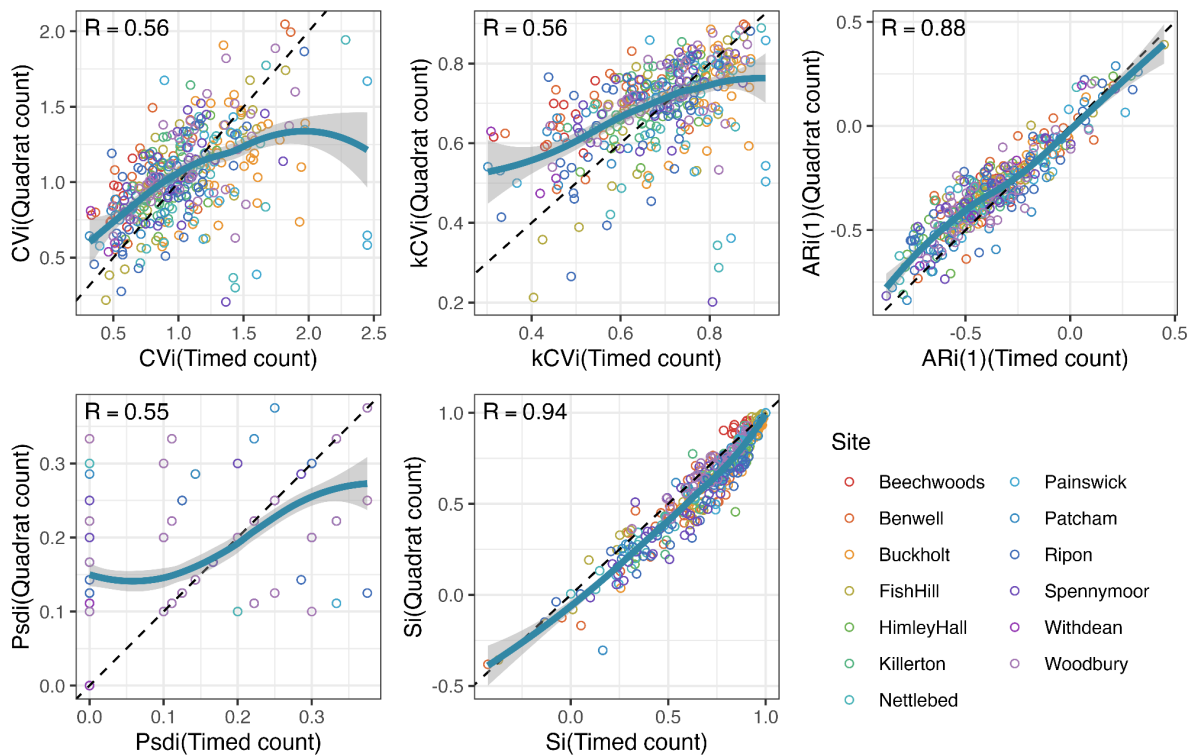 R = 0.56
2.0
1.5
1.0
0.5
CVi(Quadrat count)
0.5 1.0 1.5 2.0 2.5
CVi(Timed count)
R = 0.56
0.8
0.6
0.4
0.2
kCVi(Quadrat count)
0.4 0.6 0.8
kCVi(Timed count)
R = 0.88
0.5
0.0
-0.5
ARi(1)(Quadrat count)
-0.5 0.0 0.5
ARi(1)(Timed count)
R = 0.55
0.3
0.2
0.1
0.0
Psdi(Quadrat count)
0.0 0.1 0.2 0.3
Psdi(Timed count)
R = 0.94
1.0
0.5
0.0
-0.5
Si(Quadrat count)
0.0 0.5 1.0
Si(Timed count)
Site
Beechwoods
Benwell
Buckholt
FishHill
HimleyHall
Killerton
Nettlebed
Painswick
Patcham
Ripon
Spennymoor
Withdean
Woodbury